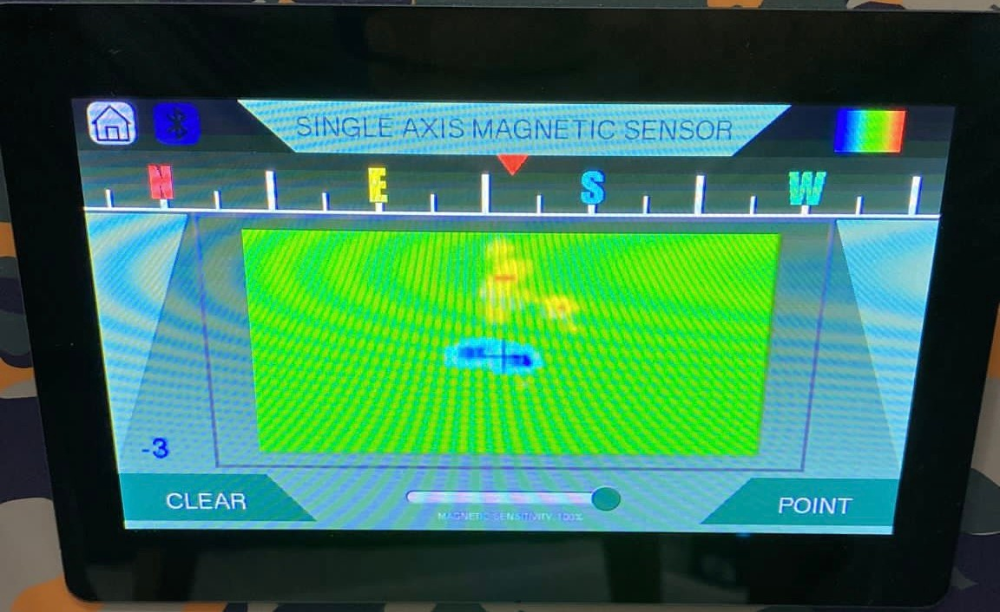 SINGLE AXIS MAGNETIC SENSOR
N E S W
-3
CLEAR
MAGNETIC SENSITIVITY: 100%
POINT